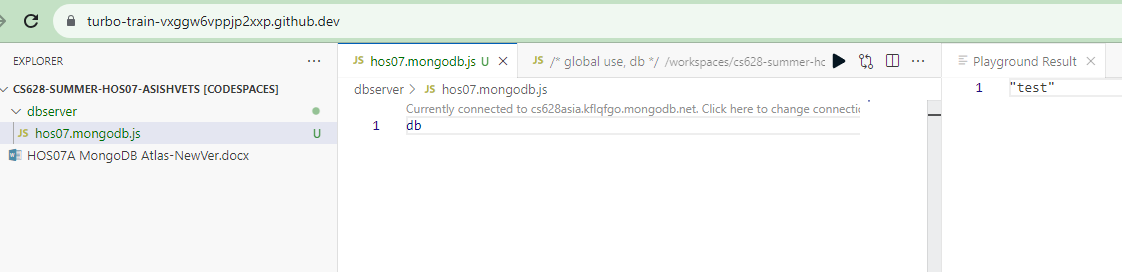 turbo-train-vxggw6vppjp2xxp.github.dev
EXPLORER
CS628-SUMMER-HOS07-ASISHVETS [CODESPACES]
dbserver
JS hos07.mongodb.js U
HOS07A MongoDB Atlas-NewVer.docx
JS hos07.mongodb.js U
JS /* global use, db */ /workspaces/cs628-summer-hc
dbserver > JS hos07.mongodb.js
Currently connected to cs628asia.kflqfgo.mongodb.net. Click here to change connectic
1 db
Playground Result
1 "test"